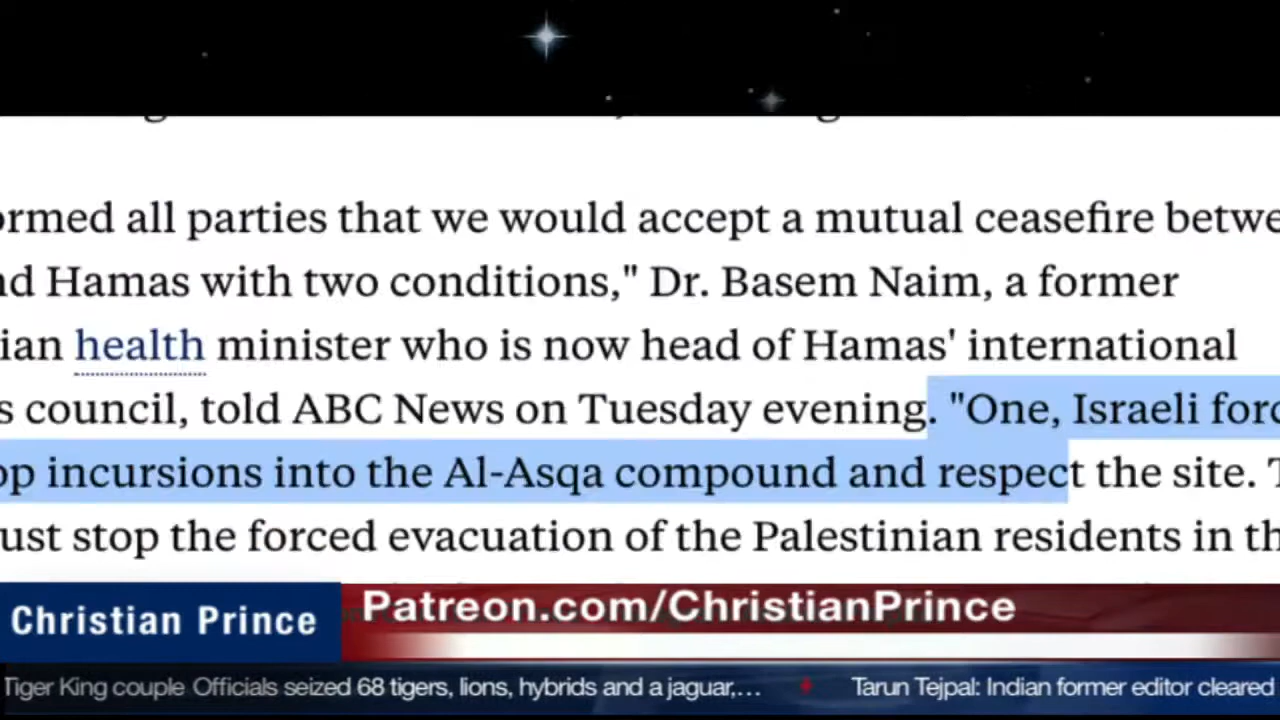 ormed all parties that we would accept a mutual ceasefire betwe
nd Hamas with two conditions," Dr. Basem Naim, a former
ian health minister who is now head of Hamas' international
s council, told ABC News on Tuesday evening. "One, Israeli forc
op incursions into the Al-Asqa compound and respect the site. T
ust stop the forced evacuation of the Palestinian residents in th
Christian Prince
Patreon.com/ChristianPrince
Tiger King couple Officials seized 68 tigers, lions, hybrids and a jaguar,... Tarun Tejpal: Indian former editor cleared